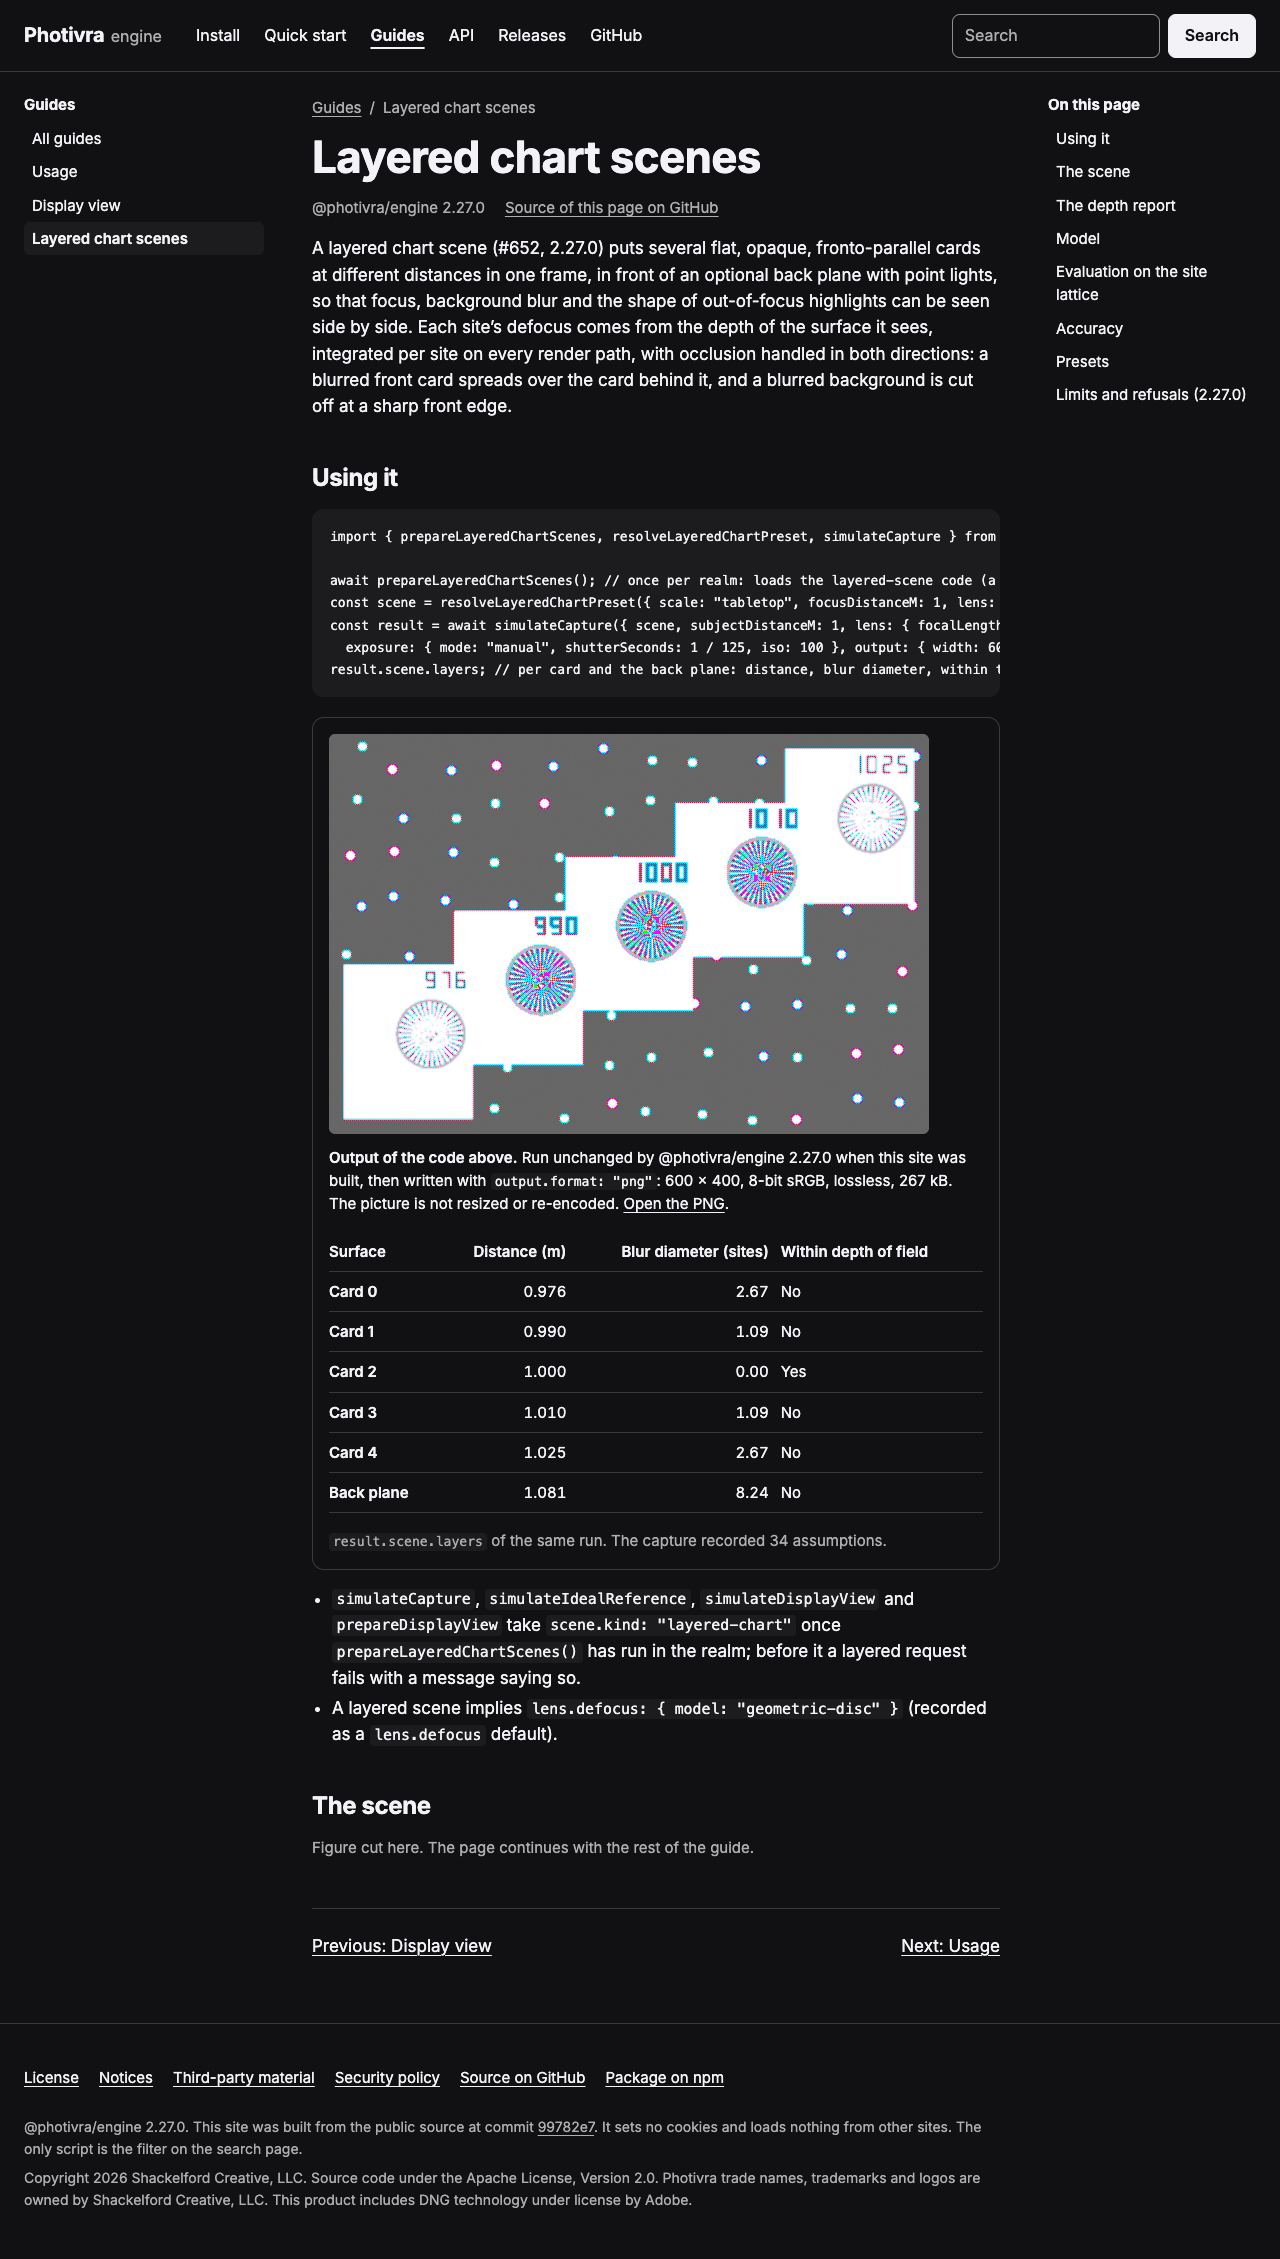 Photivra engine
Install
Quick start
Guides
API
Releases
GitHub
Search
Search
Guides
All guides
Usage
Display view
Layered chart scenes
Guides / Layered chart scenes
Layered chart scenes
@photivra/engine 2.27.0 Source of this page on GitHub
A layered chart scene (#652, 2.27.0) puts several flat, opaque, fronto-parallel cards
at different distances in one frame, in front of an optional back plane with point lights,
so that focus, background blur and the shape of out-of-focus highlights can be seen
side by side. Each site’s defocus comes from the depth of the surface it sees,
integrated per site on every render path, with occlusion handled in both directions: a
blurred front card spreads over the card behind it, and a blurred background is cut
off at a sharp front edge.
Using it
import { prepareLayeredChartScenes, resolveLayeredChartPreset, simulateCapture } from
await prepareLayeredChartScenes(); // once per realm: loads the layered-scene code (a
const scene = resolveLayeredChartPreset({ scale: "tabletop", focusDistanceM: 1, lens:
const result = await simulateCapture({ scene, subjectDistanceM: 1, lens: { focalLength
exposure: { mode: "manual", shutterSeconds: 1 / 125, iso: 100 }, output: { width: 60
result.scene.layers; // per card and the back plane: distance, blur diameter, within t
1025
1010
1000
990
976
Output of the code above. Run unchanged by @photivra/engine 2.27.0 when this site was
built, then written with output.format: "png": 600 × 400, 8-bit sRGB, lossless, 267 kB.
The picture is not resized or re-encoded. Open the PNG.
Surface Distance (m) Blur diameter (sites) Within depth of field
Card 0 0.976 2.67 No
Card 1 0.990 1.09 No
Card 2 1.000 0.00 Yes
Card 3 1.010 1.09 No
Card 4 1.025 2.67 No
Back plane 1.081 8.24 No
result.scene.layers of the same run. The capture recorded 34 assumptions.
• simulateCapture, simulateIdealReference, simulateDisplayView and
prepareDisplayView take scene.kind: "layered-chart" once
prepareLayeredChartScenes() has run in the realm; before it a layered request
fails with a message saying so.
• A layered scene implies lens.defocus: { model: "geometric-disc" } (recorded
as a lens.defocus default).
The scene
Figure cut here. The page continues with the rest of the guide.
Previous: Display view
Next: Usage
On this page
Using it
The scene
The depth report
Model
Evaluation on the site
lattice
Accuracy
Presets
Limits and refusals (2.27.0)
License
Notices
Third-party material
Security policy
Source on GitHub
Package on npm
@photivra/engine 2.27.0. This site was built from the public source at commit 99782e7. It sets no cookies and loads nothing from other sites. The
only script is the filter on the search page.
Copyright 2026 Shackelford Creative, LLC. Source code under the Apache License, Version 2.0. Photivra trade names, trademarks and logos are
owned by Shackelford Creative, LLC. This product includes DNG technology under license by Adobe.